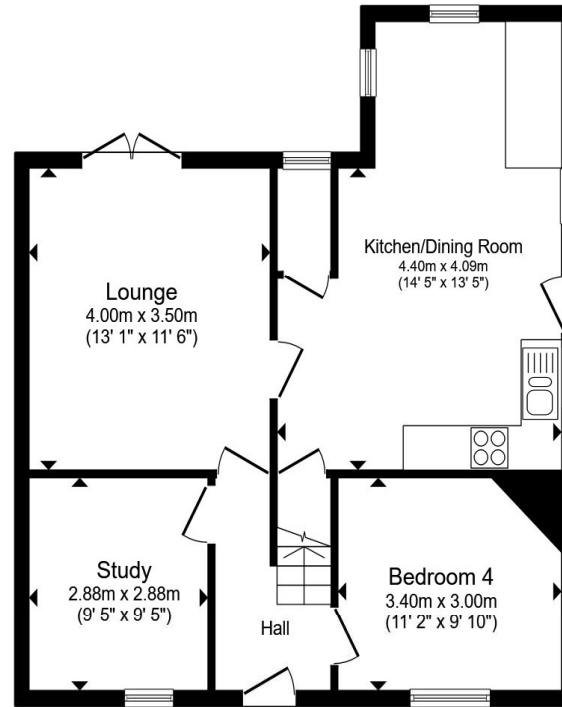 Kitchen/Dining Room
4.40m x 4.09m
(14' 5" x 13' 5")
Lounge
4.00m x 3.50m
(13' 1" x 11' 6")
Study
2.88m x 2.88m
(9' 5" x 9' 5")
Hall
Bedroom 4
3.40m x 3.00m
(11' 2" x 9' 10")